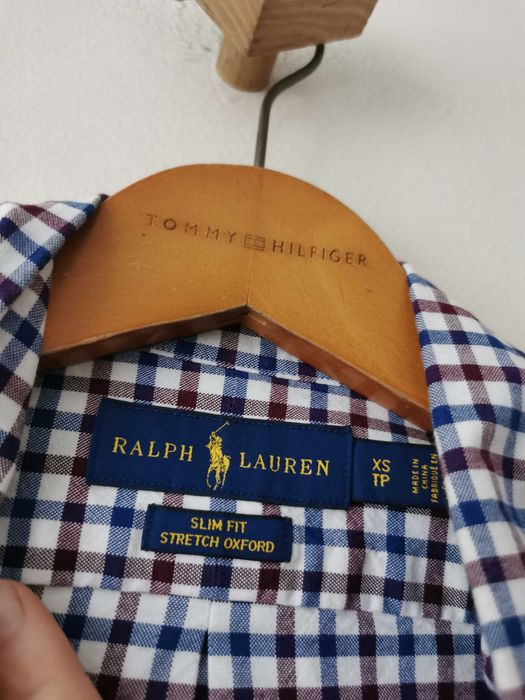 TOMMY HILFIGER
RALPH LAUREN
XS
TP
MADE IN
CHINA
FABRIQUÉ EN
SLIM FIT
STRETCH OXFORD